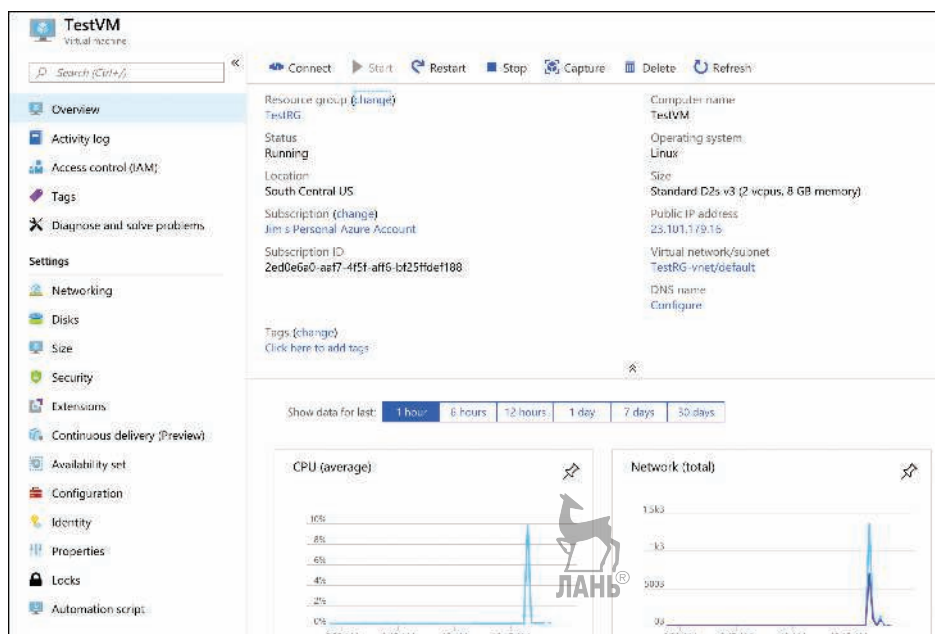 TestVM
Virtual machine
Search (Ctrl+/)
«
Connect Start Restart Stop Capture Delete Refresh
Overview
Activity log
Access control (IAM)
Tags
Diagnose and solve problems
Settings
Networking
Disks
Size
Security
Extensions
Continuous delivery (Preview)
Availability set
Configuration
Identity
Properties
Locks
Automation script
Resource group (change)
TestRG
Status
Running
Location
South Central US
Subscription (change)
Jim s Personal Azure Account
Subscription ID
2ed0e6a0-aaf7-4f5f-aff6-bf25ffdef188
Tags (change)
Click here to add tags
Computer name
TestVM
Operating system
Linux
Size
Standard D2s v3 (2 vcpus, 8 GB memory)
Public IP address
23.101.179.16
Virtual network/subnet
TestRG-vnet/default
DNS name
Configure
Show data for last: 1 hour 6 hours 12 hours 1 day 7 days 30 days
CPU (average)
10%
8%
6%
4%
2%
0%
Network (total)
1.5kB
1kB
500B
0B
ЛАНЬ®